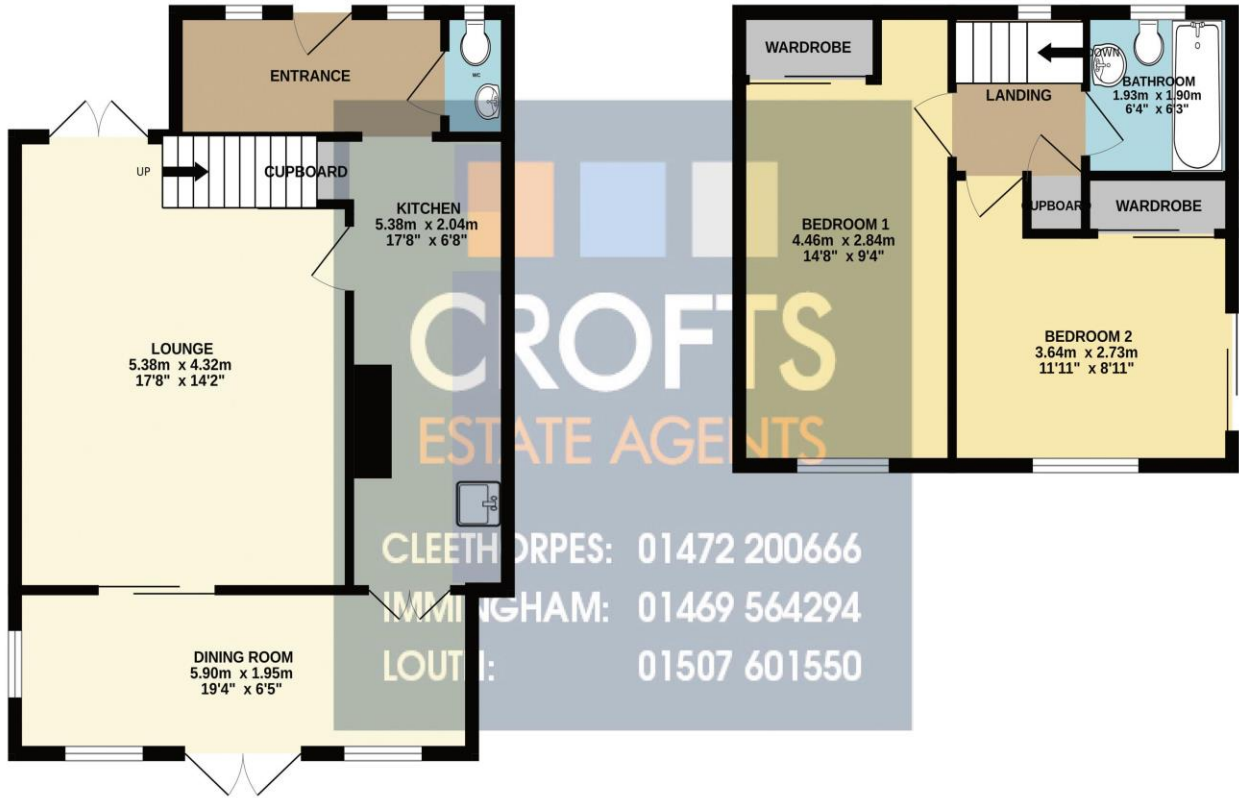 ENTRANCE
WC
UP
CUPBOARD
KITCHEN
5.38m x 2.04m
17'8" x 6'8"
LOUNGE
5.38m x 4.32m
17'8" x 14'2"
DINING ROOM
5.90m x 1.95m
19'4" x 6'5"
WARDROBE
DOWN
LANDING
BATHROOM
1.93m x 1.90m
6'4" x 6'3"
BEDROOM 1
4.46m x 2.84m
14'8" x 9'4"
CUPBOARD
WARDROBE
BEDROOM 2
3.64m x 2.73m
11'11" x 8'11"
CROFTS
ESTATE AGENTS
CLEETHORPES: 01472 200666
IMMINGHAM: 01469 564294
LOUTH: 01507 601550